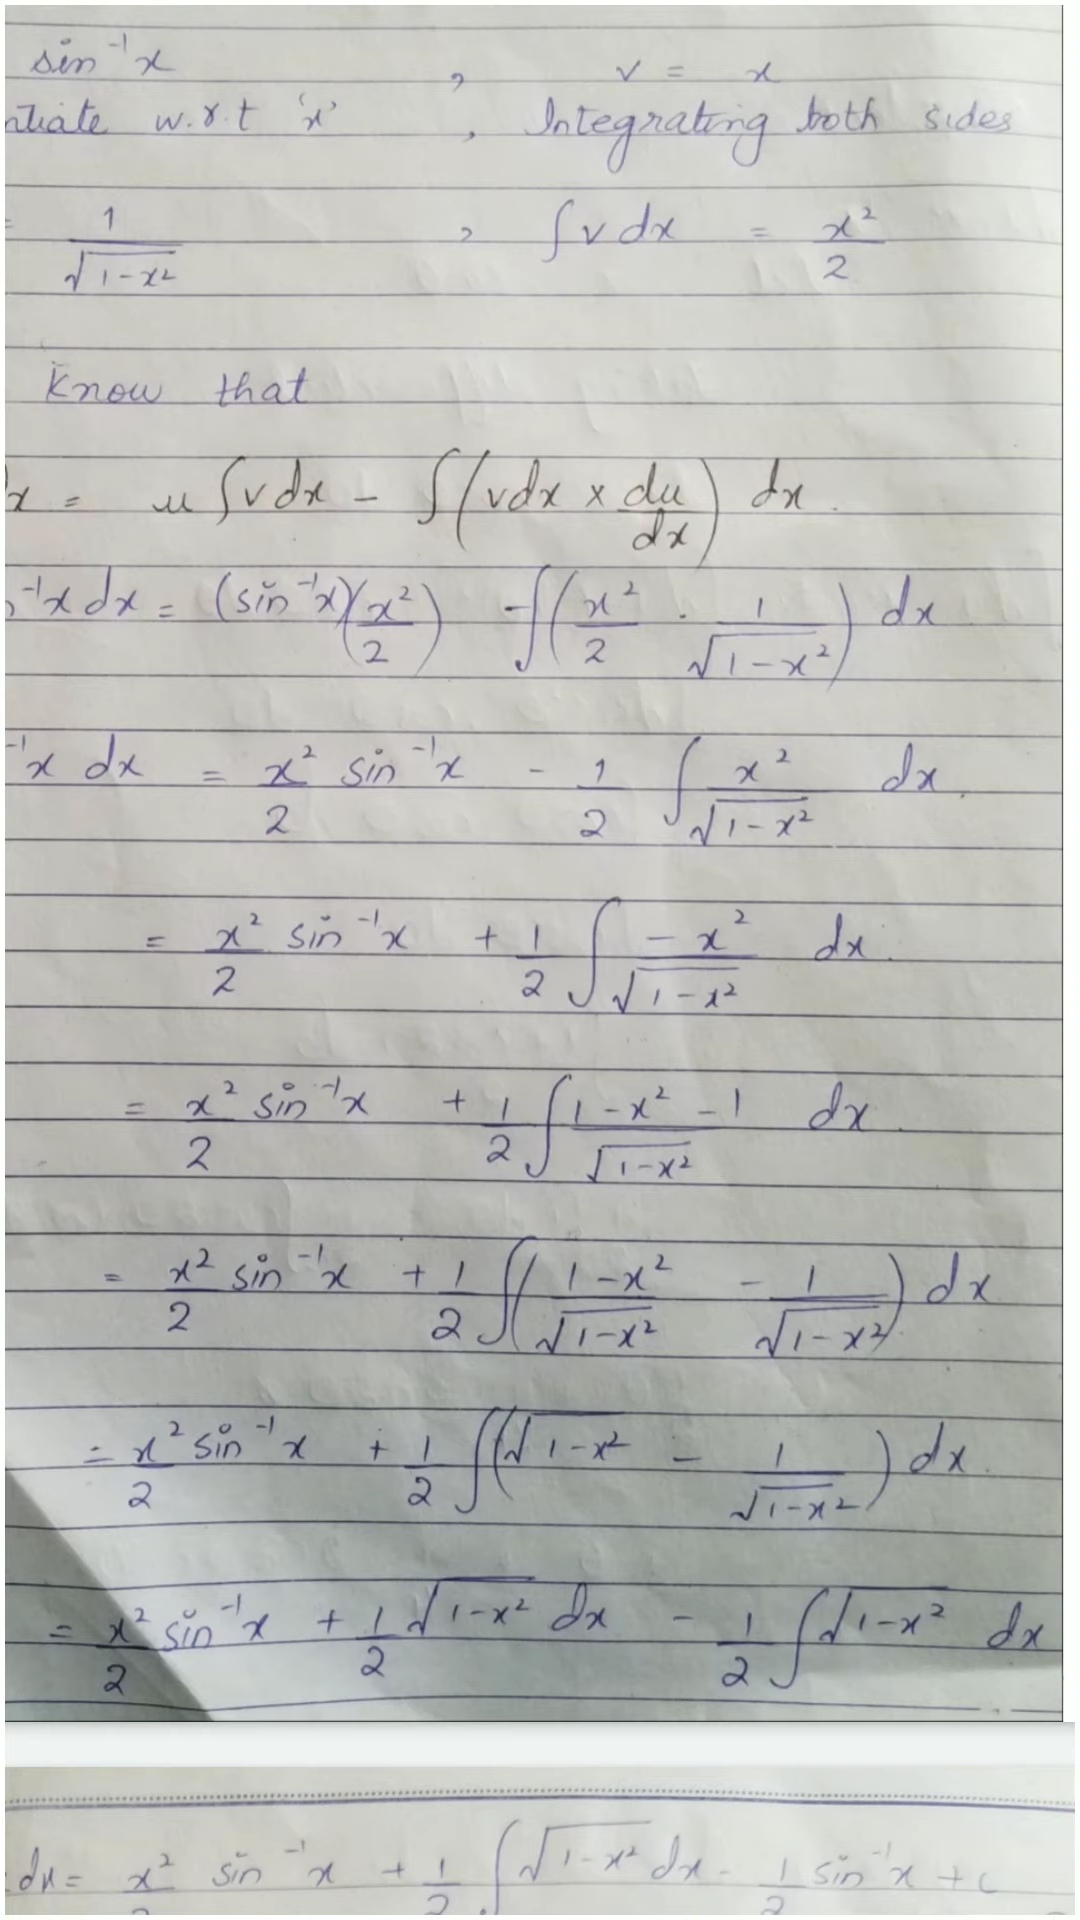 sin⁻¹x , v = x
ntiate w.r.t 'x' , Integrating both sides
= 1/√(1-x²) , ∫v dx = x²/2
Know that
x = u ∫v dx - ∫(v dx × du/dx) dx.
⁻¹x dx = (sin⁻¹x)(x²/2) - ∫(x²/2 · 1/√(1-x²)) dx
⁻¹x dx = x²/2 sin⁻¹x - 1/2 ∫ x²/√(1-x²) dx.
= x²/2 sin⁻¹x + 1/2 ∫ -x²/√(1-x²) dx.
= x²/2 sin⁻¹x + 1/2 ∫ (1-x²-1)/√(1-x²) dx
= x²/2 sin⁻¹x + 1/2 ∫((1-x²)/√(1-x²) - 1/√(1-x²)) dx
= x²/2 sin⁻¹x + 1/2 ∫(√(1-x²) - 1/√(1-x²)) dx.
= x²/2 sin⁻¹x + 1/2 √(1-x²) dx - 1/2 ∫√(1-x²) dx
dx = x²/2 sin⁻¹x + 1/2 ∫√(1-x²) dx - 1/2 sin⁻¹x + c